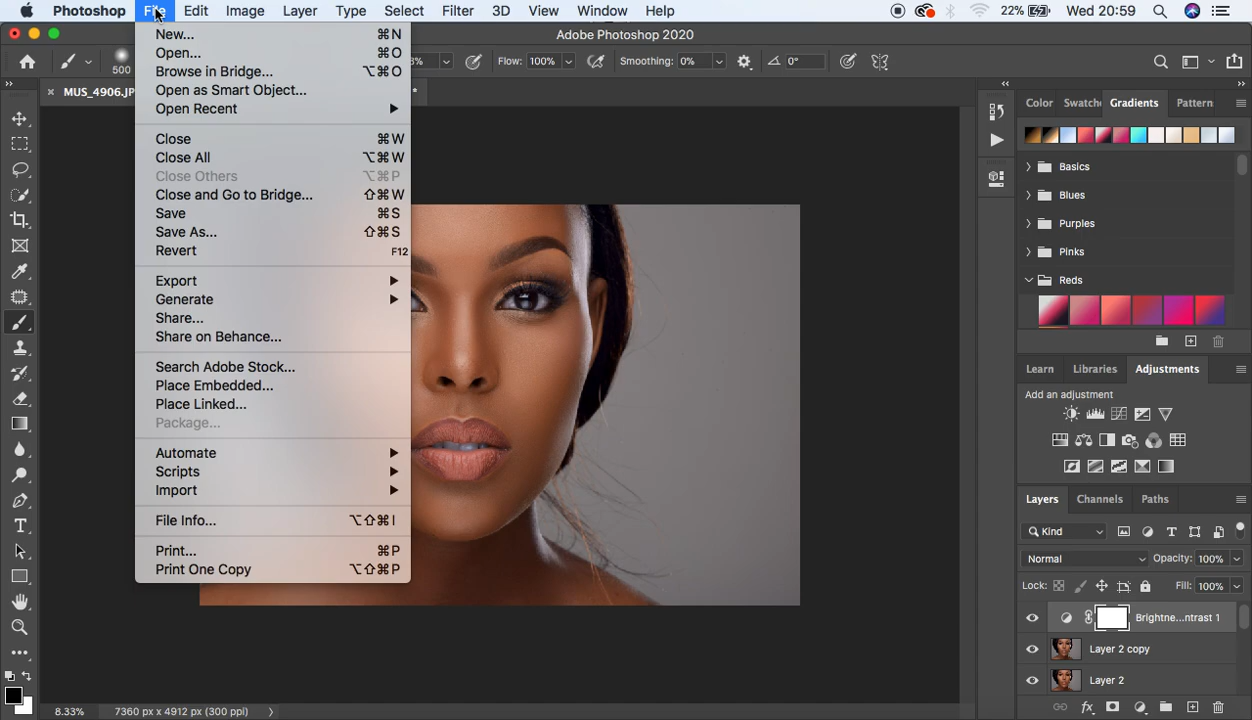 Photoshop File Edit Image Layer Type Select Filter 3D View Window Help 22% Wed 20:59
Adobe Photoshop 2020
500 Flow: 100% Smoothing: 0% 0°
MUS_4906.JP *
New... ⌘N
Open... ⌘O
Browse in Bridge... ⌥⌘O
Open as Smart Object...
Open Recent
Close ⌘W
Close All ⌥⌘W
Close Others ⌥⌘P
Close and Go to Bridge... ⇧⌘W
Save ⌘S
Save As... ⇧⌘S
Revert F12
Export
Generate
Share...
Share on Behance...
Search Adobe Stock...
Place Embedded...
Place Linked...
Package...
Automate
Scripts
Import
File Info... ⌥⇧⌘I
Print... ⌘P
Print One Copy ⌥⇧⌘P
Color Swatche Gradients Pattern
Basics
Blues
Purples
Pinks
Reds
Learn Libraries Adjustments
Add an adjustment
Layers Channels Paths
Kind
Normal Opacity: 100%
Lock: Fill: 100%
Brightne...ntrast 1
Layer 2 copy
Layer 2
8.33% 7360 px x 4912 px (300 ppi)